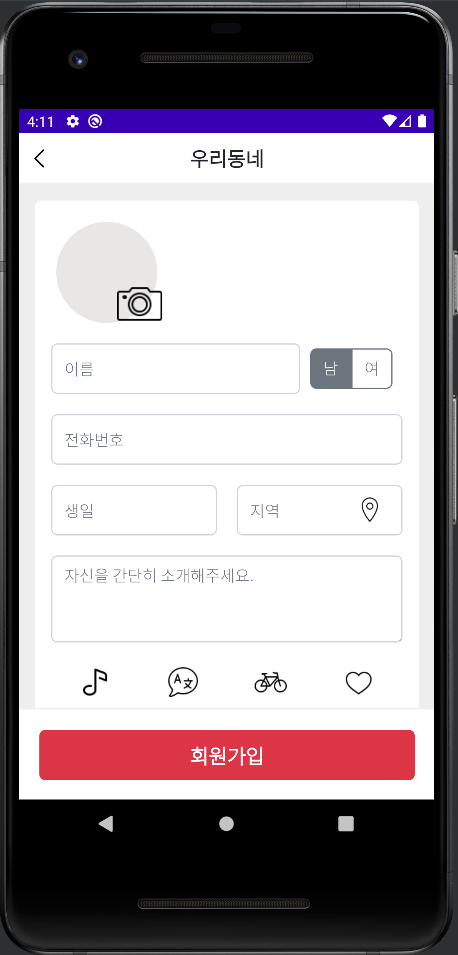 4:11
우리동네
이름
남 여
전화번호
생일 지역
자신을 간단히 소개해주세요.
A 文
회원가입